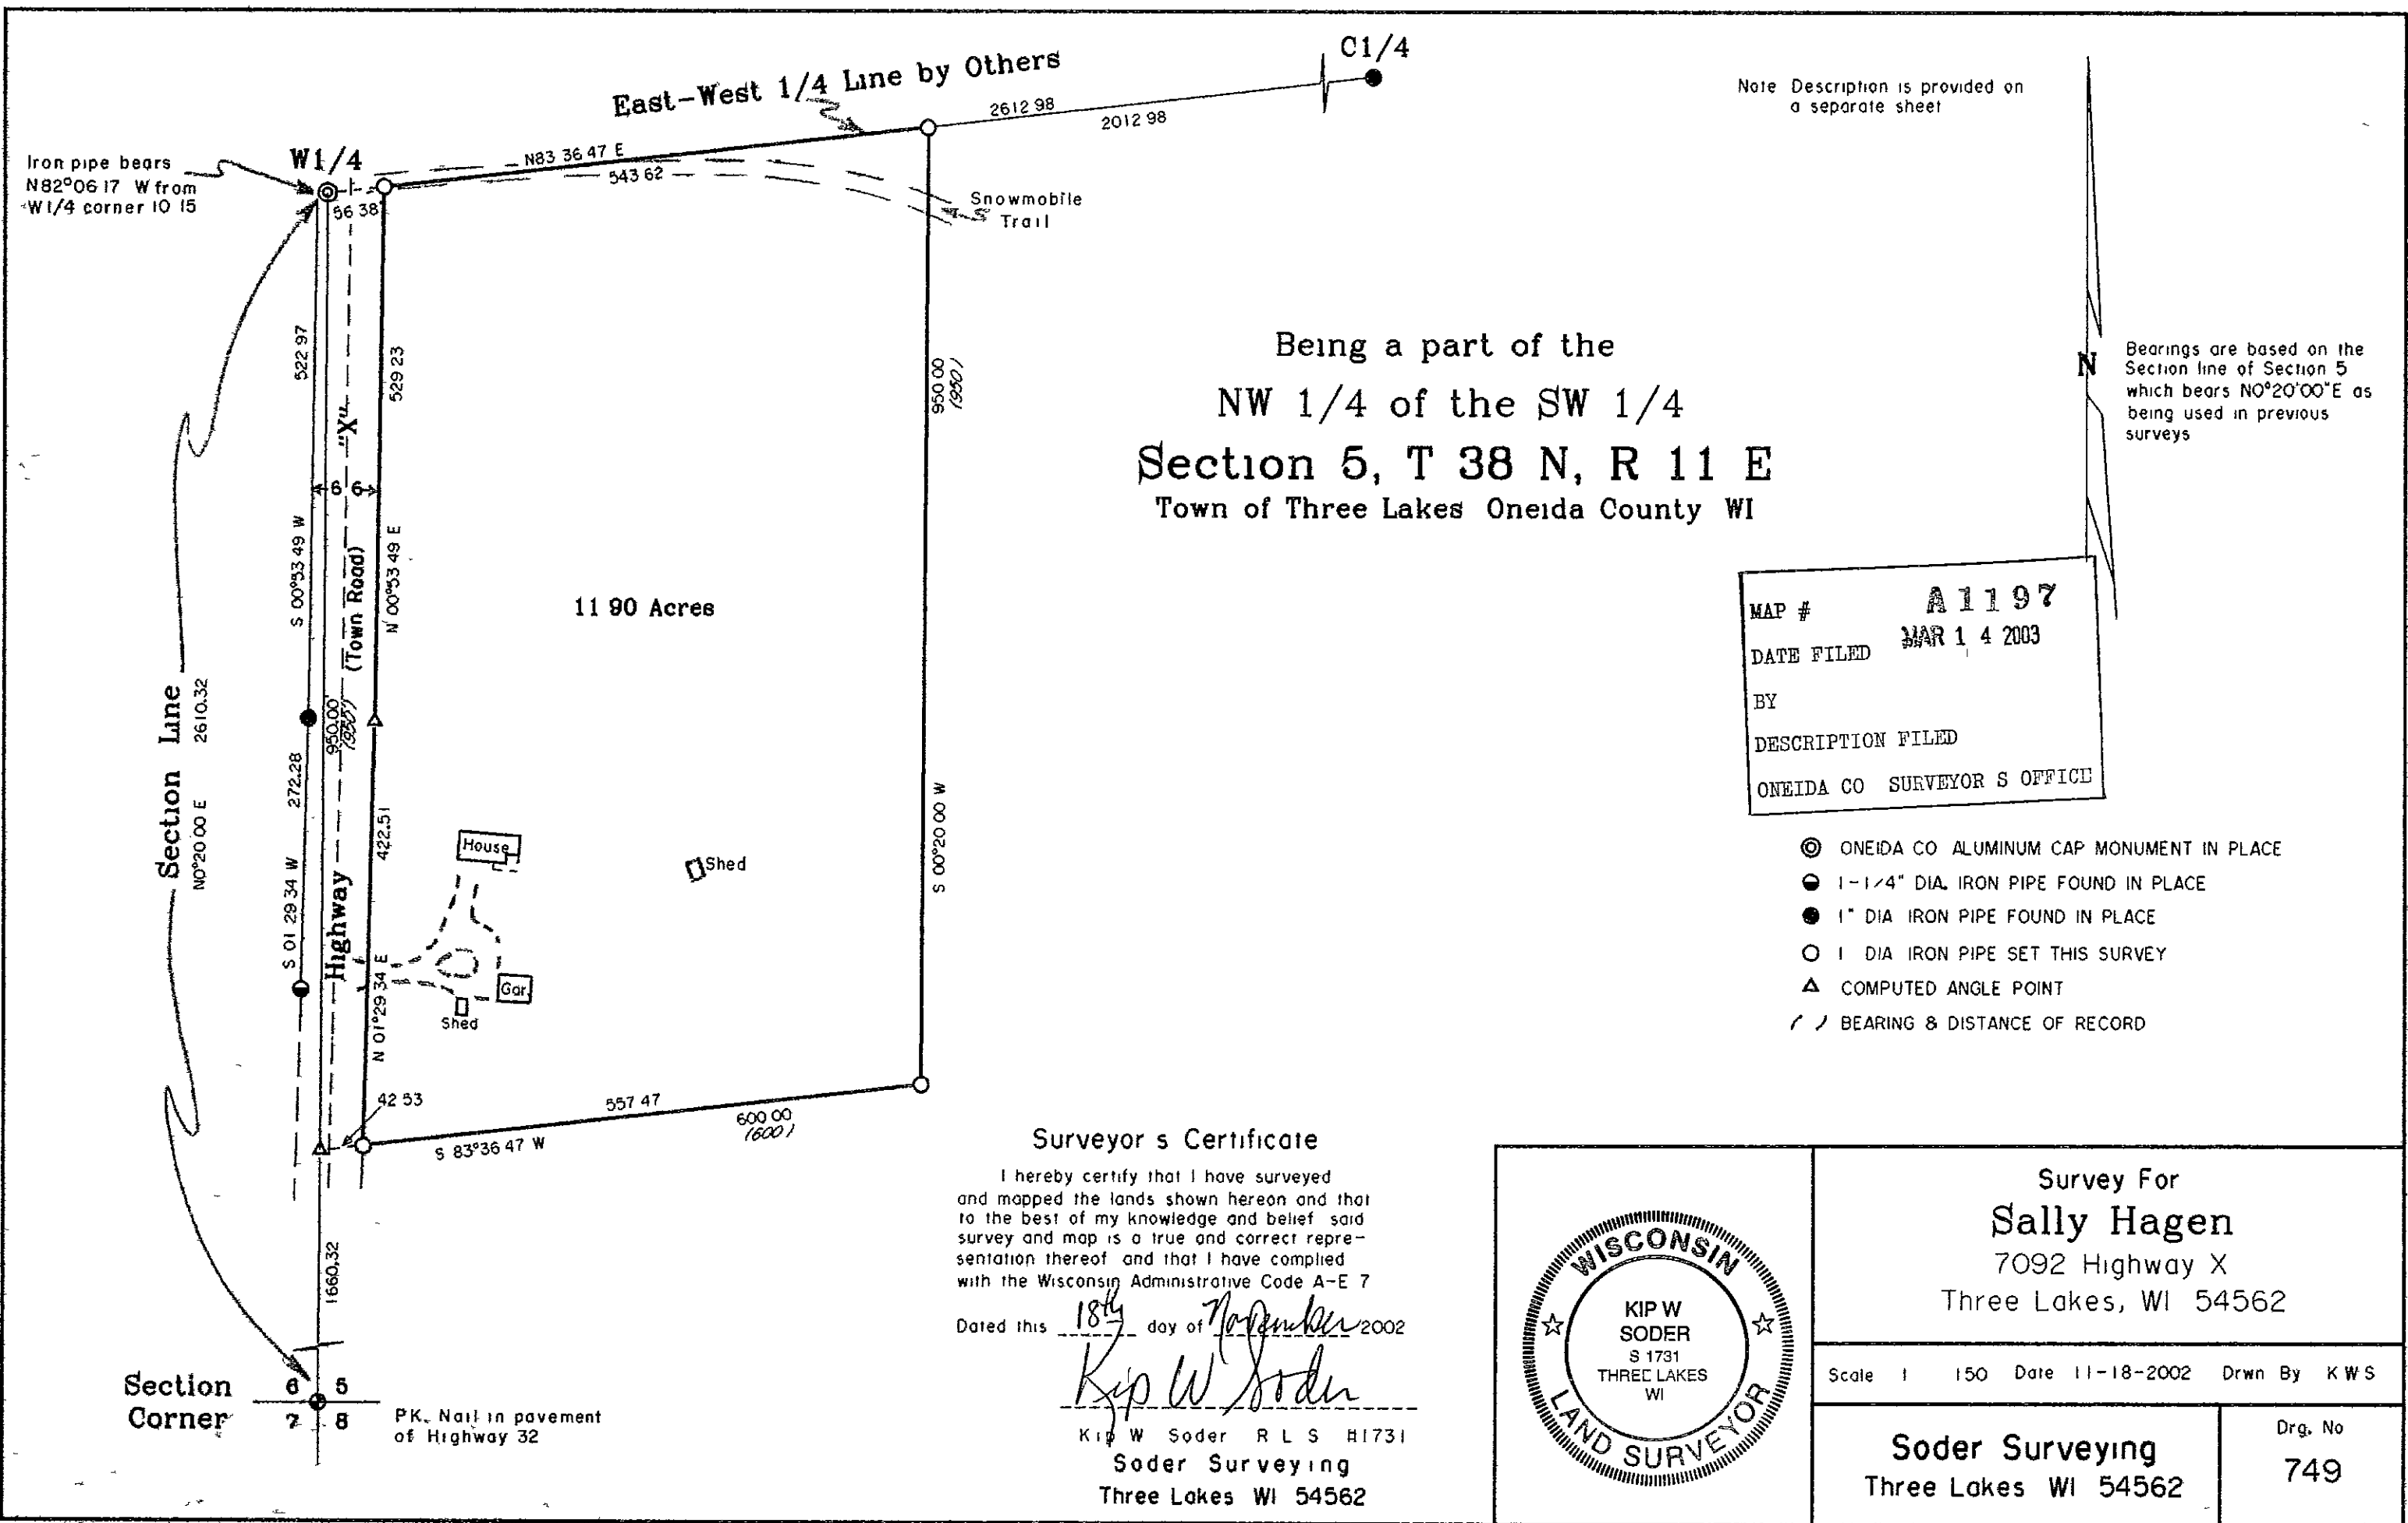 East-West 1/4 Line by Others
C1/4
2612 98
2012 98
Note Description is provided on
a separate sheet
Iron pipe bears
N82°06 17 W from
W1/4 corner 10 15
W1/4
56 38
N83 36 47 E
543 62
Snowmobile
Trail
522 97
S 00°53 49 W
"X"
66
(Town Road)
529 23
N 00°53 49 E
950 00
(950')
S 00°20 00 W
11 90 Acres
Being a part of the
NW 1/4 of the SW 1/4
Section 5, T 38 N, R 11 E
Town of Three Lakes Oneida County WI
N
Bearings are based on the
Section line of Section 5
which bears N0°20'00"E as
being used in previous
surveys
MAP # A1197
DATE FILED MAR 14 2003
BY
DESCRIPTION FILED
ONEIDA CO SURVEYOR S OFFICE
Section Line
N0°20 00 E 2610.32
272.28
S 01 29 34 W
950.00
(950')
Highway
422.51
N 01°29 34 E
House
Shed
Gar.
Shed
ONEIDA CO ALUMINUM CAP MONUMENT IN PLACE
1-1/4" DIA. IRON PIPE FOUND IN PLACE
1" DIA IRON PIPE FOUND IN PLACE
1 DIA IRON PIPE SET THIS SURVEY
COMPUTED ANGLE POINT
( ) BEARING & DISTANCE OF RECORD
42 53
557 47
600 00
(600')
S 83°36 47 W
1660.32
Section
Corner
6 5
7 8
PK. Nail in pavement
of Highway 32
Surveyor s Certificate
I hereby certify that I have surveyed
and mapped the lands shown hereon and that
to the best of my knowledge and belief said
survey and map is a true and correct repre-
sentation thereof and that I have complied
with the Wisconsin Administrative Code A-E 7
Dated this 18th day of November 2002
Kip W Soder
Kip W Soder R L S #1731
Soder Surveying
Three Lakes WI 54562
WISCONSIN
KIP W
SODER
S 1731
THREE LAKES
WI
LAND SURVEYOR
Survey For
Sally Hagen
7092 Highway X
Three Lakes, WI 54562
Scale 1 150 Date 11-18-2002 Drwn By K W S
Soder Surveying
Three Lakes WI 54562
Drg. No
749